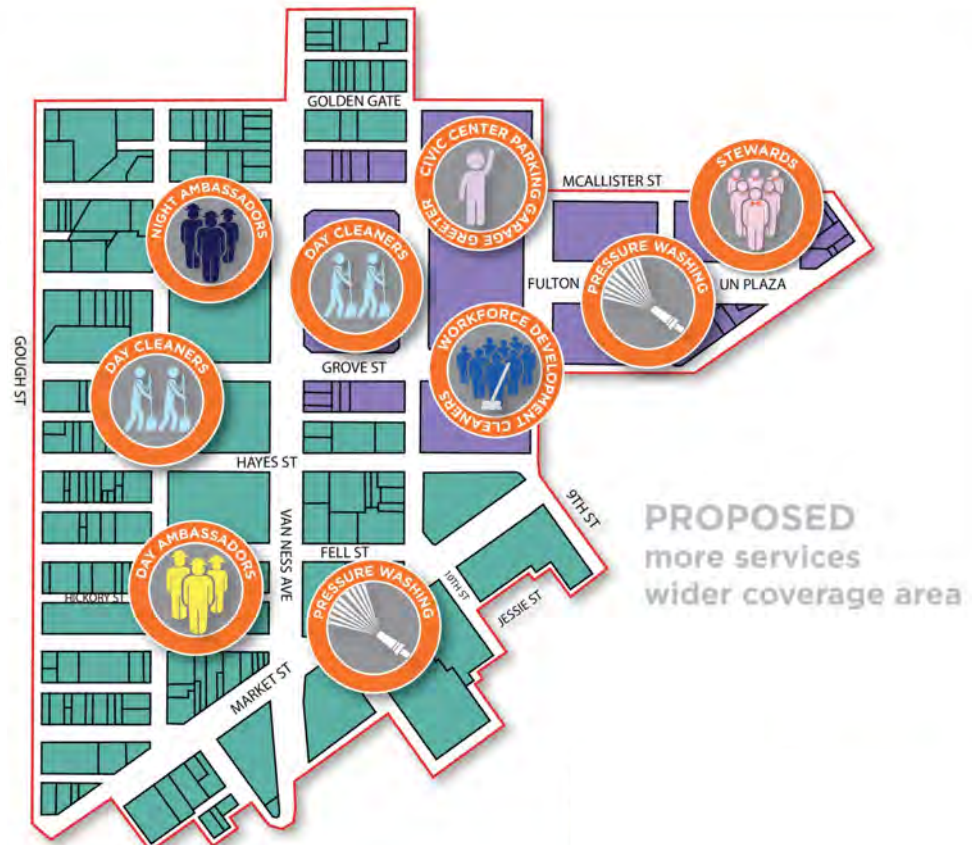 GOLDEN GATE
CIVIC CENTER PARKING GARAGE GREETER
STEWARDS
MCALLISTER ST
NIGHT AMBASSADORS
DAY CLEANERS
PRESSURE WASHING
FULTON
UN PLAZA
WORKFORCE DEVELOPMENT CLEANERS
GOUGH ST
DAY CLEANERS
GROVE ST
HAYES ST
9TH ST
VAN NESS AVE
PROPOSED
more services
wider coverage area
DAY AMBASSADORS
FELL ST
PRESSURE WASHING
10TH ST
HICKORY ST
JESSIE ST
MARKET ST